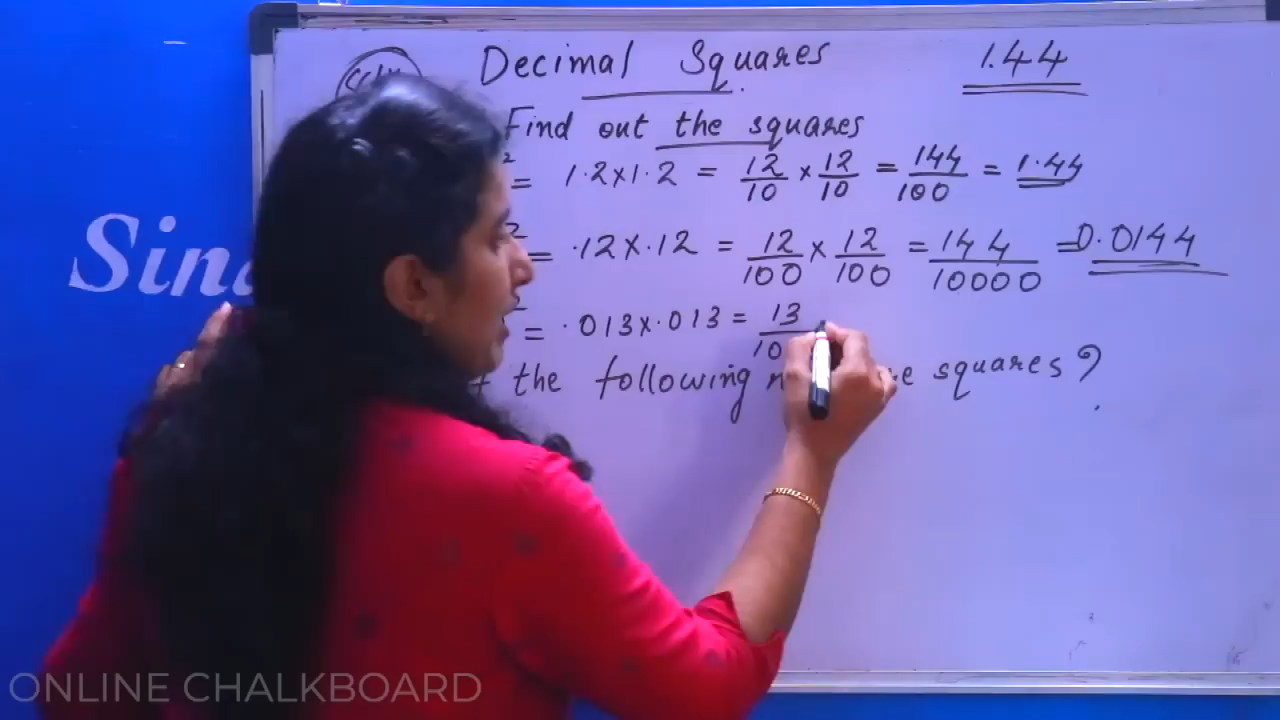 Decimal Squares 1.44
Find out the squares
2 = 1.2×1.2 = 12/10 × 12/10 = 144/100 = 1.44
2 = .12×.12 = 12/100 × 12/100 = 144/10000 = 0.0144
= .013×.013 = 13/10
the following squares?
ONLINE CHALKBOARD